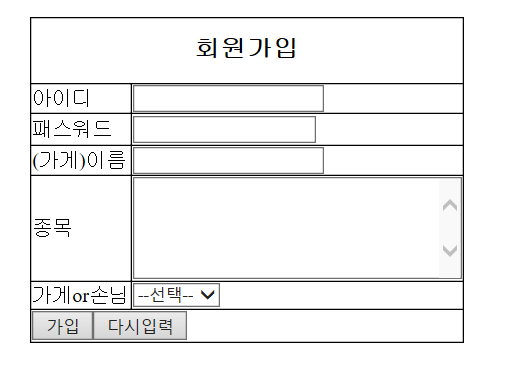 회원가입
아이디
패스워드
(가게)이름
종목
가게or손님 --선택--
가입 다시입력